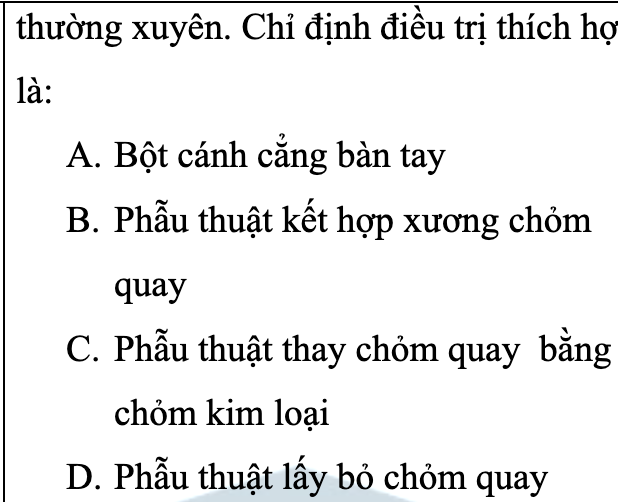 thường xuyên. Chỉ định điều trị thích hợ
là:
A. Bột cánh cẳng bàn tay
B. Phẫu thuật kết hợp xương chỏm
quay
C. Phẫu thuật thay chỏm quay bằng
chỏm kim loại
D. Phẫu thuật lấy bỏ chỏm quay